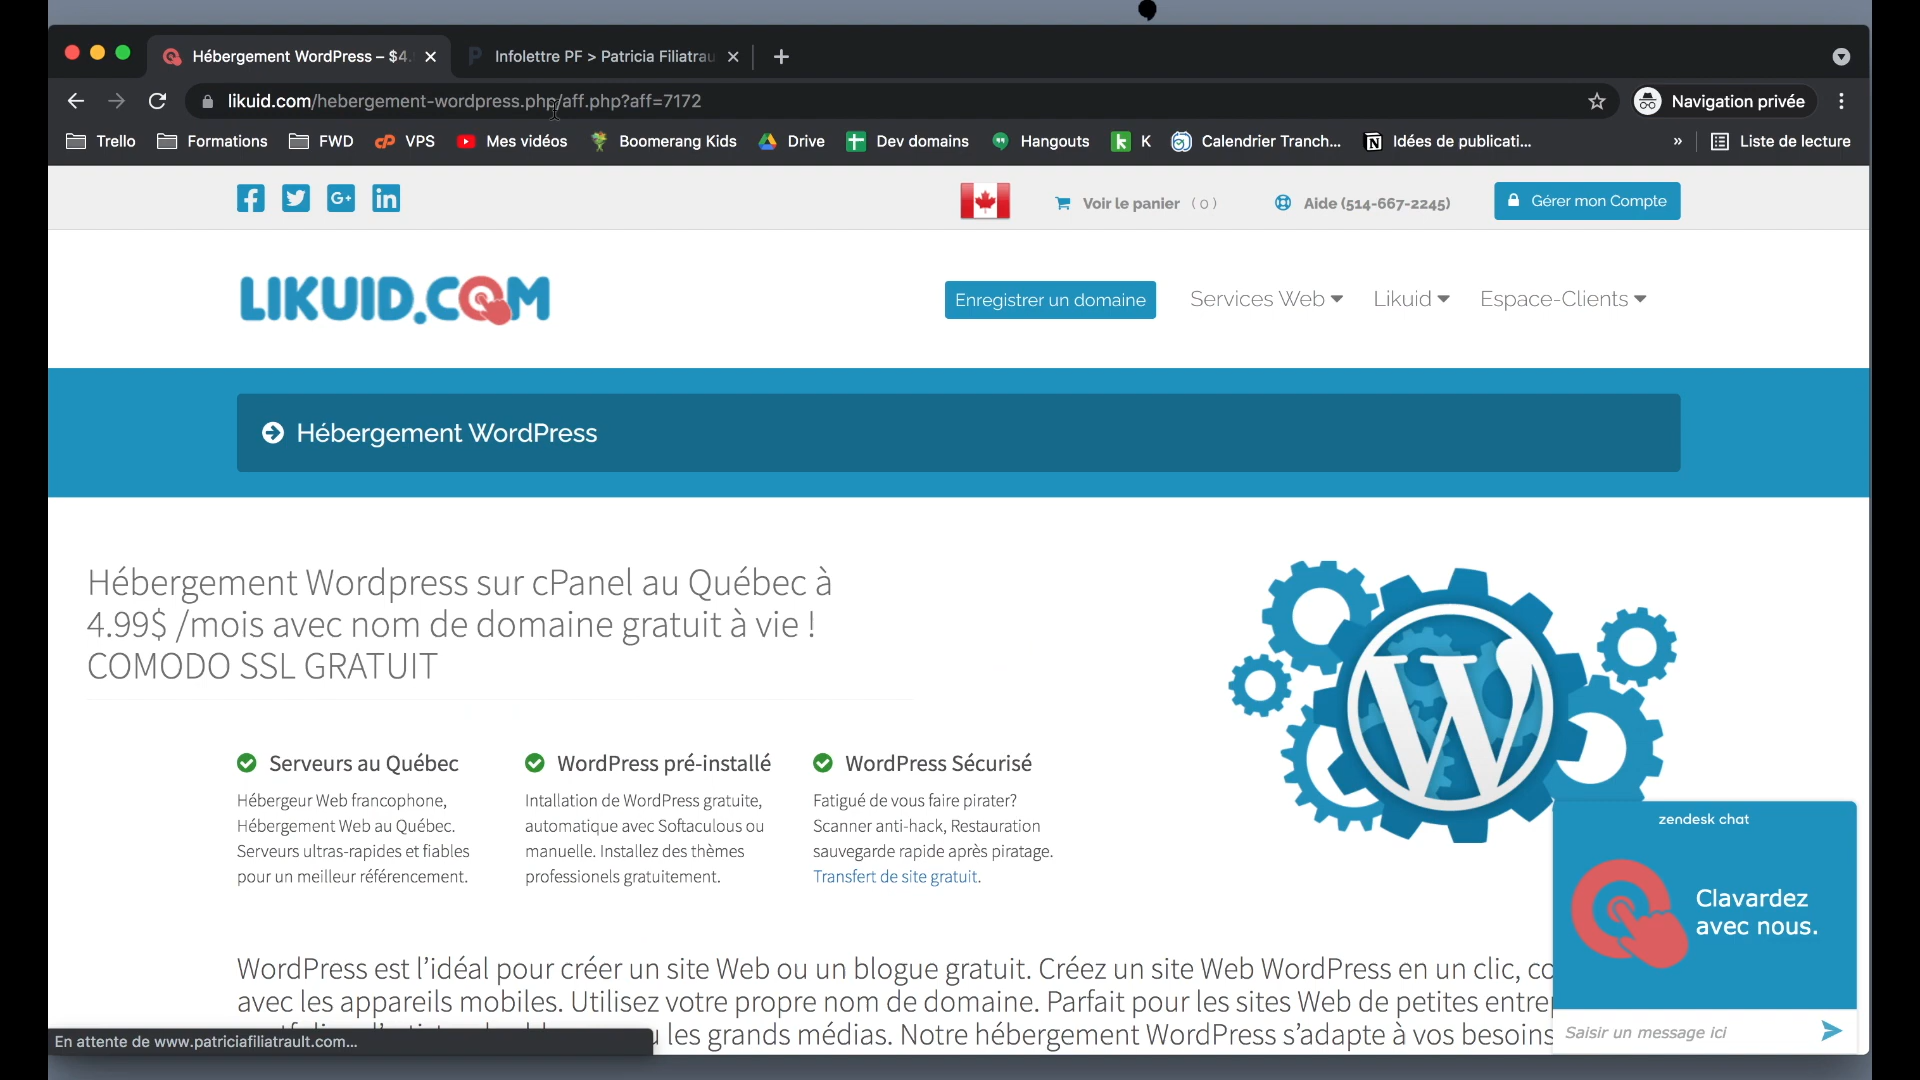 Hébergement WordPress – $4.
Infolettre PF > Patricia Filiatrau
likuid.com/hebergement-wordpress.php/aff.php?aff=7172
Navigation privée
Trello
Formations
FWD
VPS
Mes vidéos
Boomerang Kids
Drive
Dev domains
Hangouts
K
Calendrier Tranch...
Idées de publicati...
»
Liste de lecture
Voir le panier ( 0 )
Aide (514-667-2245)
Gérer mon Compte
LIKUID.COM
Enregistrer un domaine
Services Web
Likuid
Espace-Clients
Hébergement WordPress
Hébergement Wordpress sur cPanel au Québec à
4.99$ /mois avec nom de domaine gratuit à vie !
COMODO SSL GRATUIT
Serveurs au Québec
Hébergeur Web francophone,
Hébergement Web au Québec.
Serveurs ultras-rapides et fiables
pour un meilleur référencement.
WordPress pré-installé
Intallation de WordPress gratuite,
automatique avec Softaculous ou
manuelle. Installez des thèmes
professionels gratuitement.
WordPress Sécurisé
Fatigué de vous faire pirater?
Scanner anti-hack, Restauration
sauvegarde rapide après piratage.
Transfert de site gratuit.
zendesk chat
Clavardez
avec nous.
Saisir un message ici
WordPress est l'idéal pour créer un site Web ou un blogue gratuit. Créez un site Web WordPress en un clic, co
avec les appareils mobiles. Utilisez votre propre nom de domaine. Parfait pour les sites Web de petites entrep
les grands médias. Notre hébergement WordPress s'adapte à vos besoins
En attente de www.patriciafiliatrault.com...